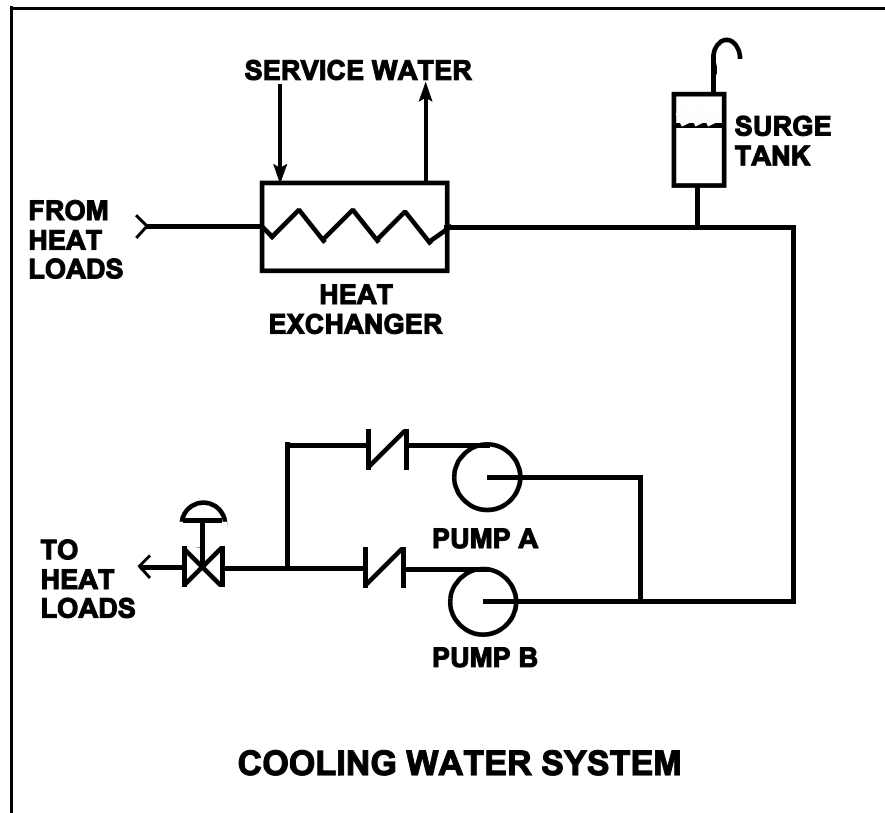 SERVICE WATER
SURGE
TANK
FROM
HEAT
LOADS
HEAT
EXCHANGER
PUMP A
TO
HEAT
LOADS
PUMP B
COOLING WATER SYSTEM